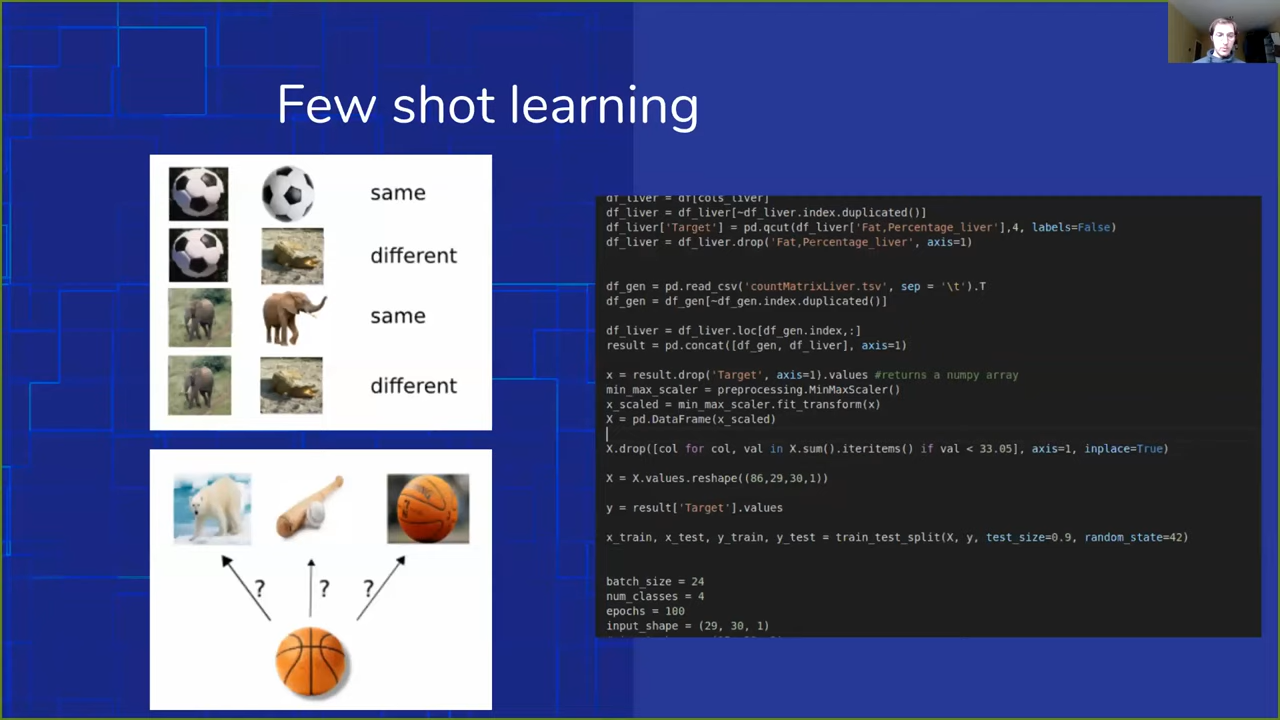 Few shot learning
same
different
same
different
? ? ?
df_liver = df[cols_liver]
df_liver = df_liver[~df_liver.index.duplicated()]
df_liver['Target'] = pd.qcut(df_liver['Fat,Percentage_liver'],4, labels=False)
df_liver = df_liver.drop('Fat,Percentage_liver', axis=1)
df_gen = pd.read_csv('countMatrixLiver.tsv', sep = '\t').T
df_gen = df_gen[~df_gen.index.duplicated()]
df_liver = df_liver.loc[df_gen.index,:]
result = pd.concat([df_gen, df_liver], axis=1)
x = result.drop('Target', axis=1).values #returns a numpy array
min_max_scaler = preprocessing.MinMaxScaler()
x_scaled = min_max_scaler.fit_transform(x)
X = pd.DataFrame(x_scaled)
X.drop([col for col, val in X.sum().iteritems() if val < 33.05], axis=1, inplace=True)
X = X.values.reshape((86,29,30,1))
y = result['Target'].values
x_train, x_test, y_train, y_test = train_test_split(X, y, test_size=0.9, random_state=42)
batch_size = 24
num_classes = 4
epochs = 100
input_shape = (29, 30, 1)